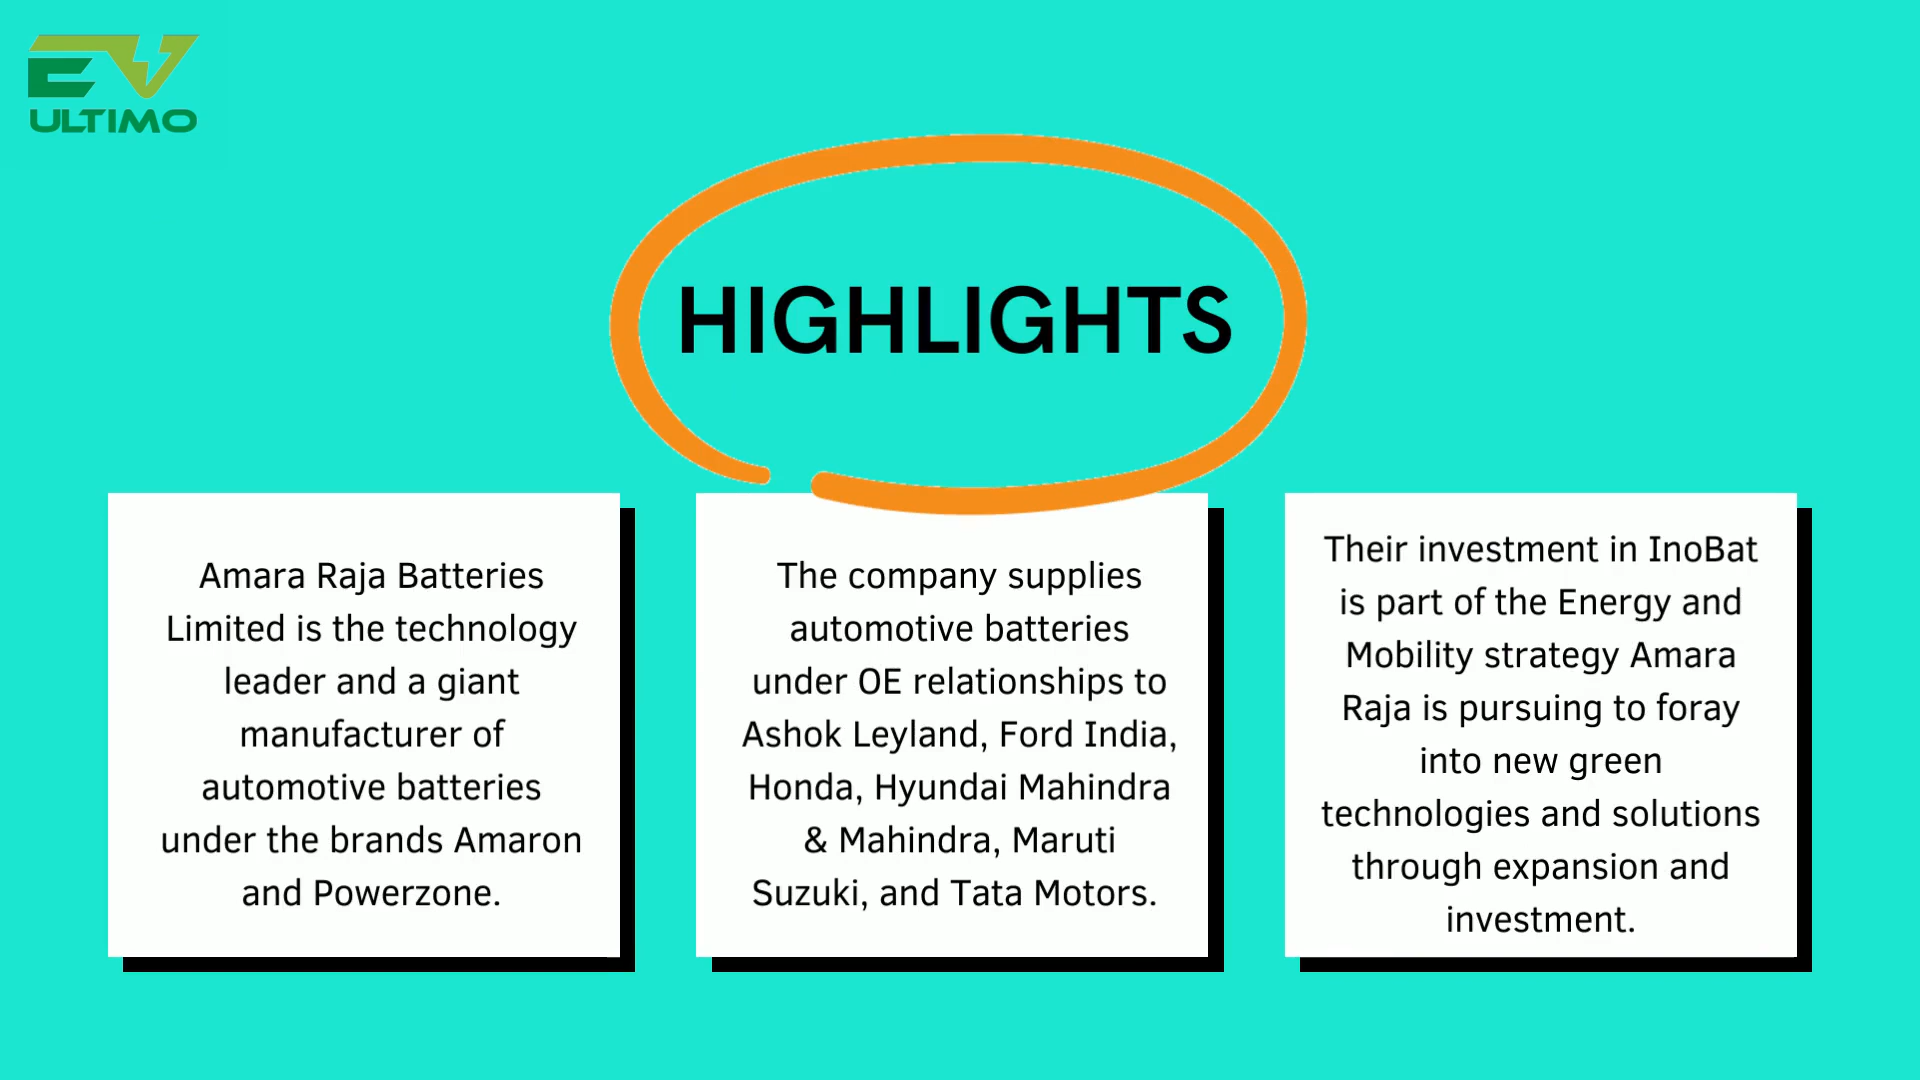 EV
ULTIMO
HIGHLIGHTS
Amara Raja Batteries
Limited is the technology
leader and a giant
manufacturer of
automotive batteries
under the brands Amaron
and Powerzone.
The company supplies
automotive batteries
under OE relationships to
Ashok Leyland, Ford India,
Honda, Hyundai Mahindra
& Mahindra, Maruti
Suzuki, and Tata Motors.
Their investment in InoBat
is part of the Energy and
Mobility strategy Amara
Raja is pursuing to foray
into new green
technologies and solutions
through expansion and
investment.